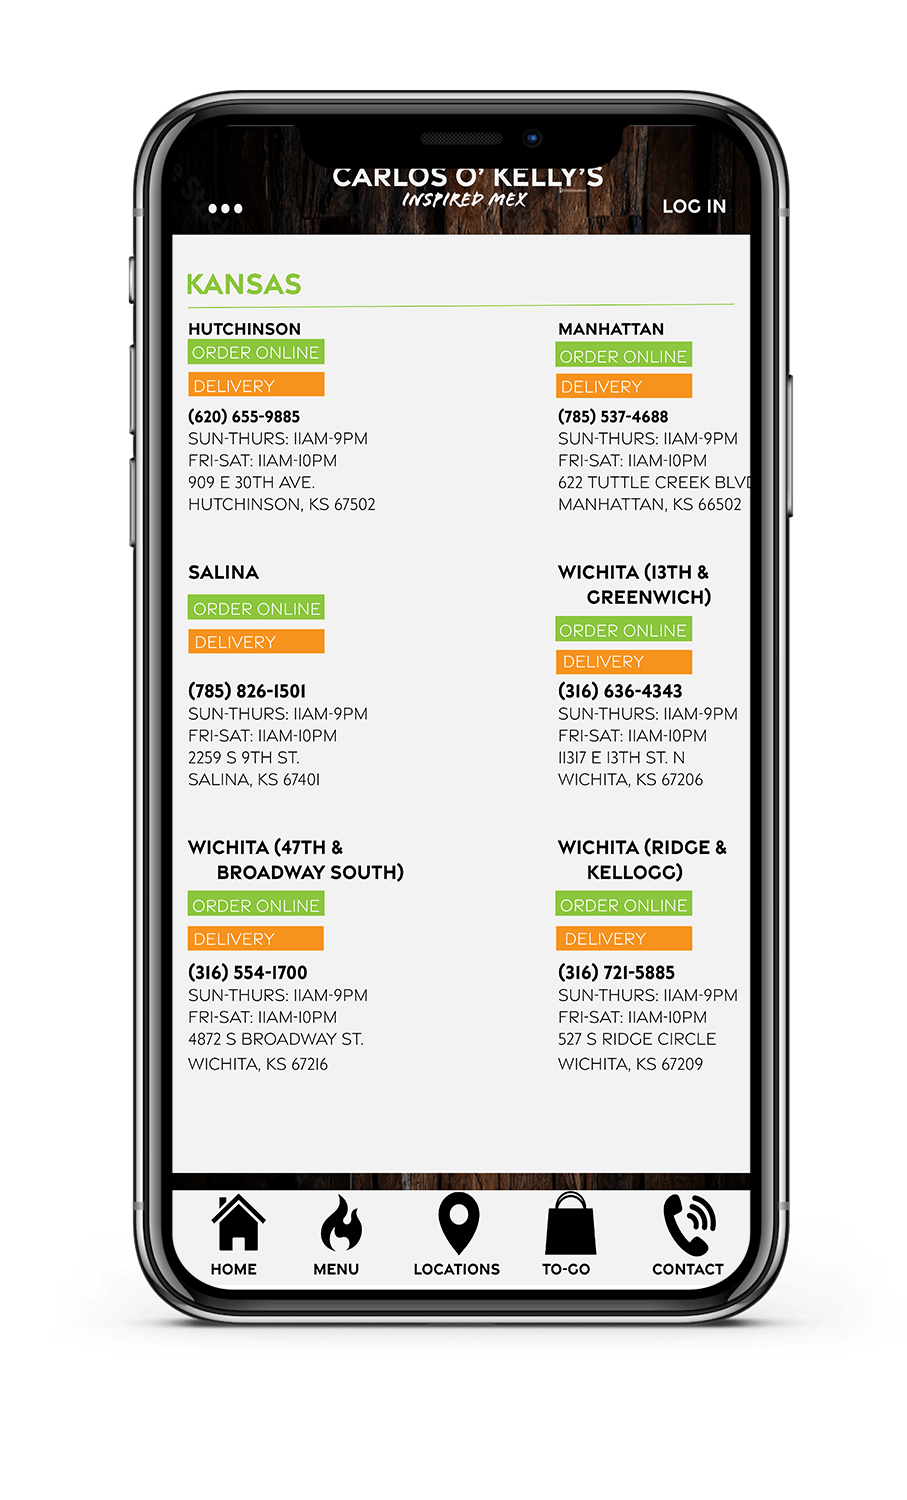 CARLOS O' KELLY'S
INSPIRED MEX
LOG IN
KANSAS
HUTCHINSON
ORDER ONLINE
DELIVERY
(620) 655-9885
SUN-THURS: 11AM-9PM
FRI-SAT: 11AM-10PM
909 E 30TH AVE.
HUTCHINSON, KS 67502
MANHATTAN
ORDER ONLINE
DELIVERY
(785) 537-4688
SUN-THURS: 11AM-9PM
FRI-SAT: 11AM-10PM
622 TUTTLE CREEK BLVD
MANHATTAN, KS 66502
SALINA
ORDER ONLINE
DELIVERY
(785) 826-1501
SUN-THURS: 11AM-9PM
FRI-SAT: 11AM-10PM
2259 S 9TH ST.
SALINA, KS 67401
WICHITA (13TH &
GREENWICH)
ORDER ONLINE
DELIVERY
(316) 636-4343
SUN-THURS: 11AM-9PM
FRI-SAT: 11AM-10PM
11317 E 13TH ST. N
WICHITA, KS 67206
WICHITA (47TH &
BROADWAY SOUTH)
ORDER ONLINE
DELIVERY
(316) 554-1700
SUN-THURS: 11AM-9PM
FRI-SAT: 11AM-10PM
4872 S BROADWAY ST.
WICHITA, KS 67216
WICHITA (RIDGE &
KELLOGG)
ORDER ONLINE
DELIVERY
(316) 721-5885
SUN-THURS: 11AM-9PM
FRI-SAT: 11AM-10PM
527 S RIDGE CIRCLE
WICHITA, KS 67209
HOME
MENU
LOCATIONS
TO-GO
CONTACT